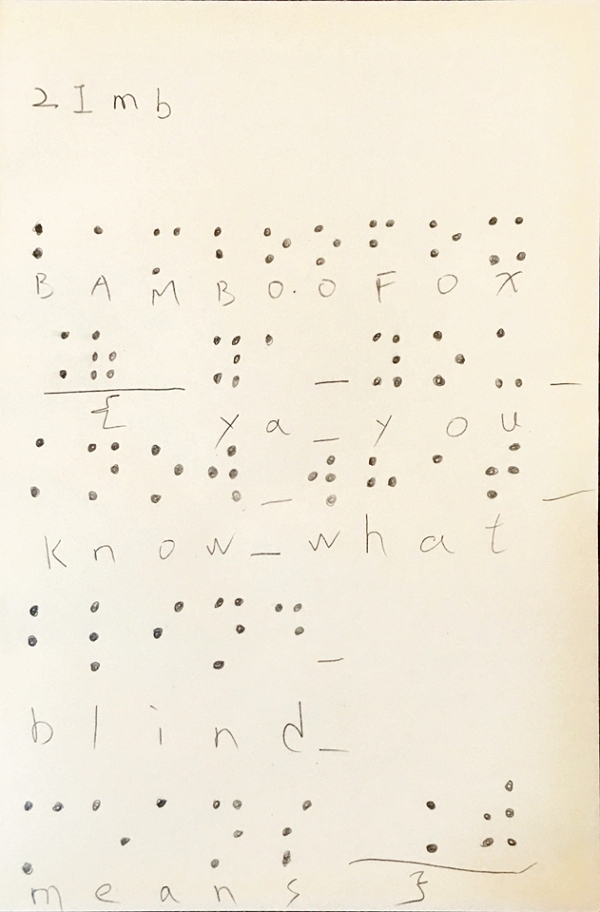 2 I m b
B A M B O . O F O X
{ y a _ y o u _
k n o w _ w h a t _
b l i n d _
m e a n s }